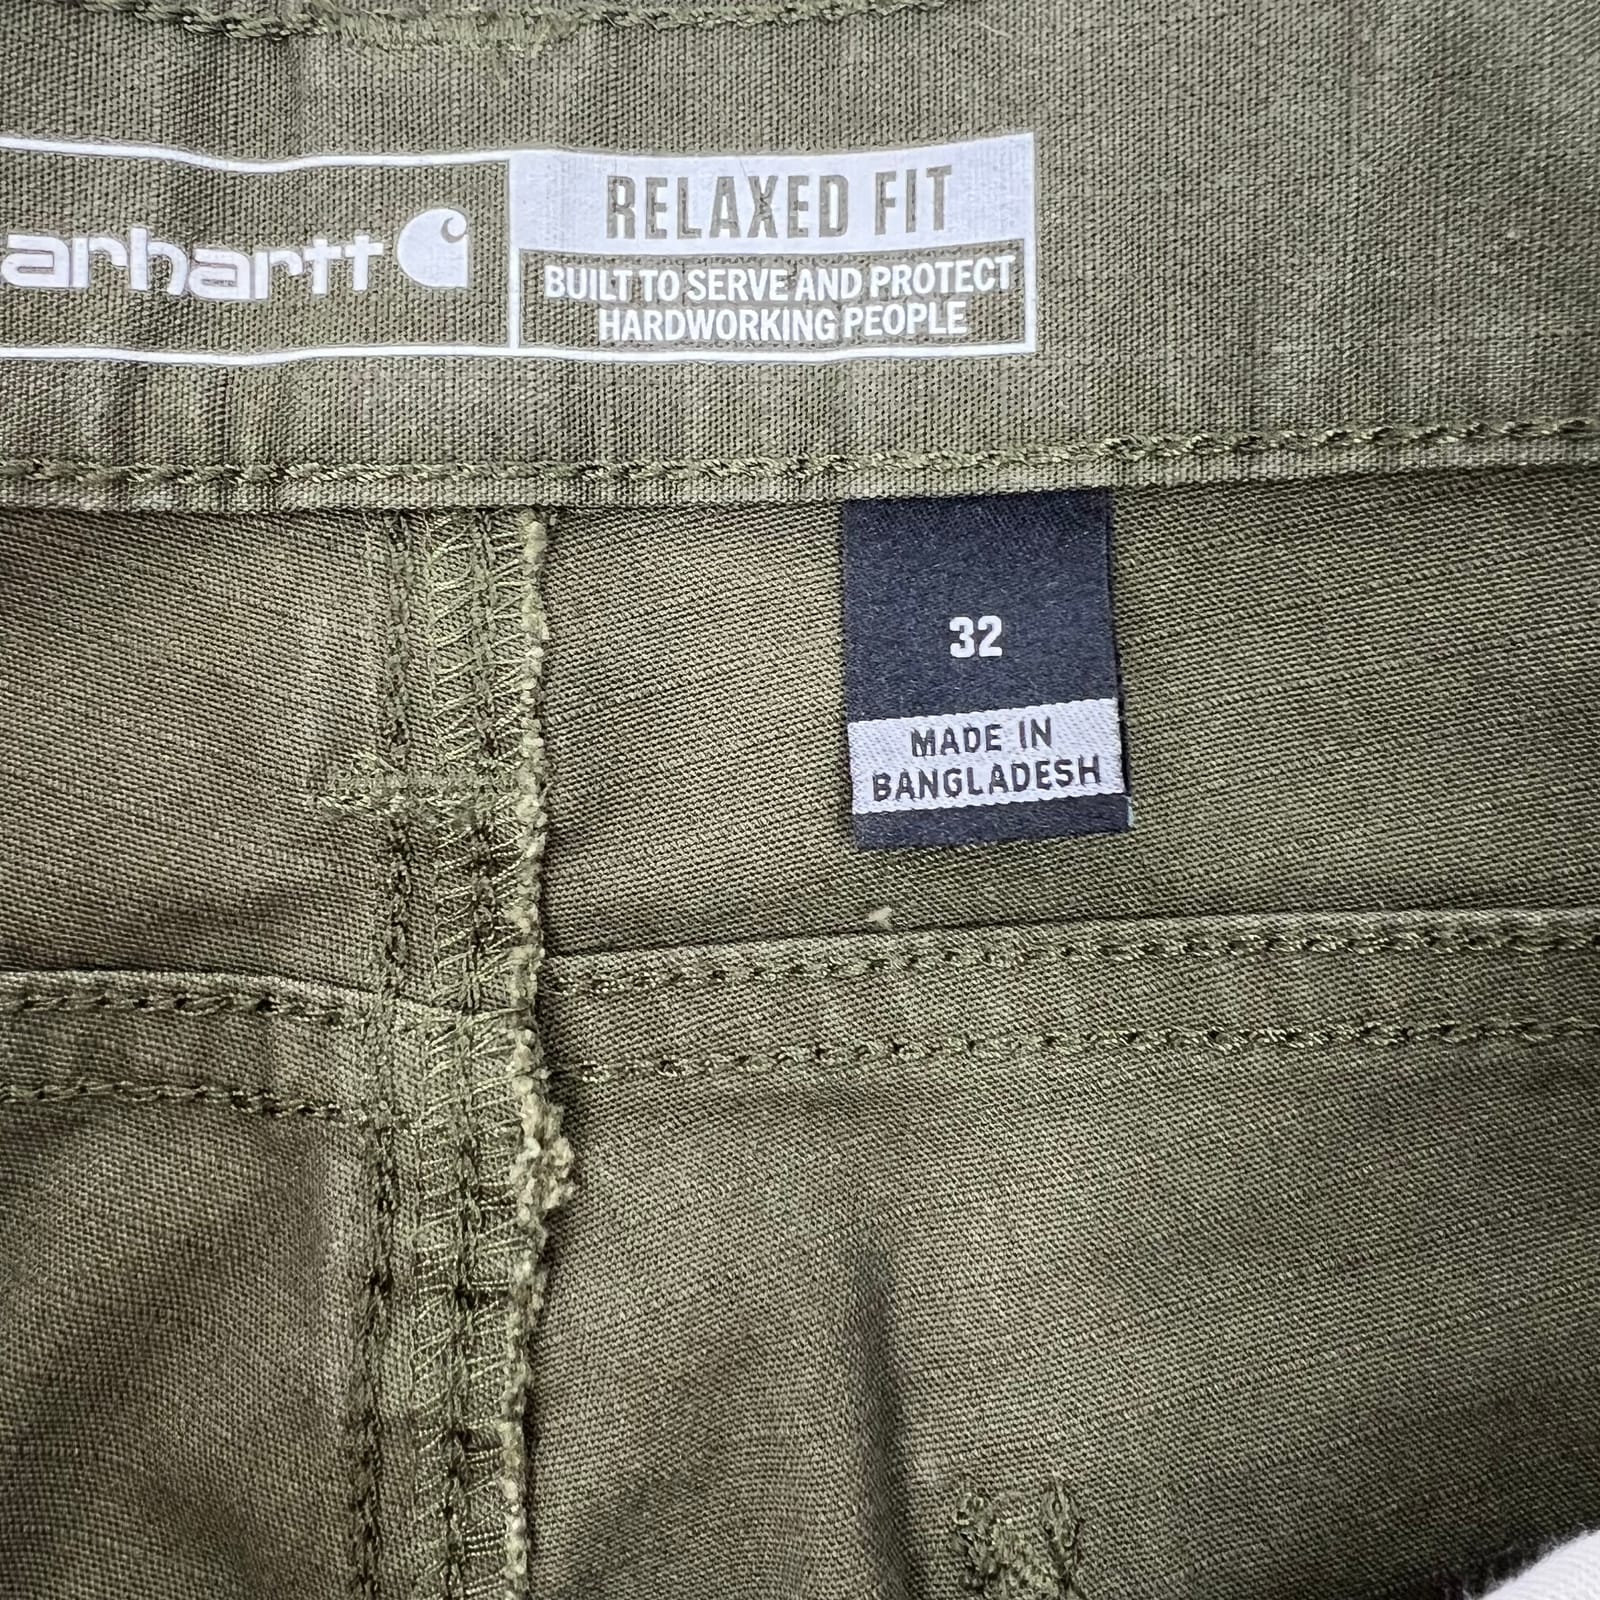 arhartt
RELAXED FIT
BUILT TO SERVE AND PROTECT
HARDWORKING PEOPLE
32
MADE IN
BANGLADESH